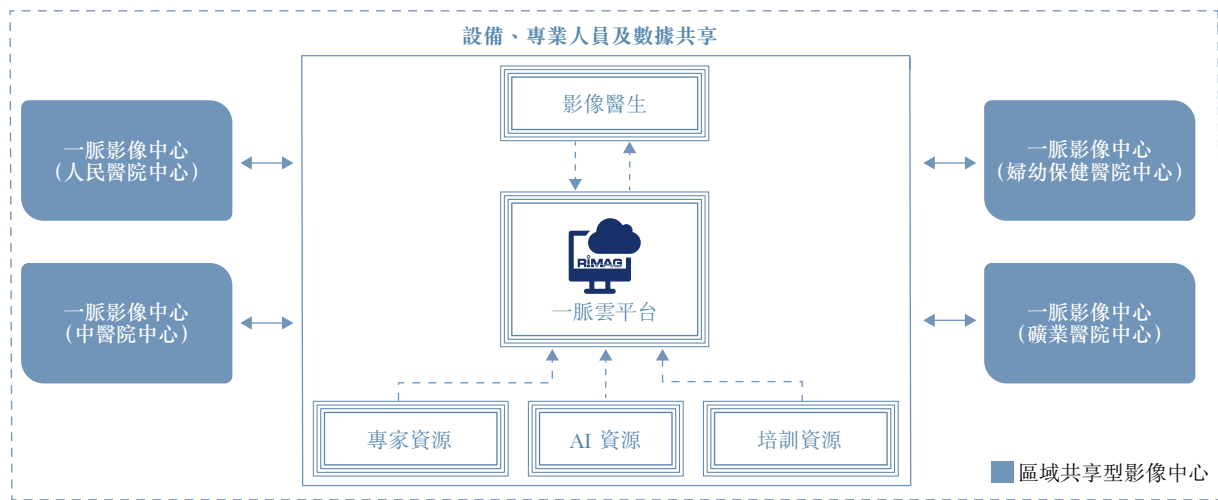 設備、專業人員及數據共享
影像醫生
一脈影像中心
（人民醫院中心）
一脈影像中心
（婦幼保健醫院中心）
RIMAG
一脈雲平台
一脈影像中心
（中醫院中心）
一脈影像中心
（礦業醫院中心）
專家資源
AI 資源
培訓資源
區域共享型影像中心